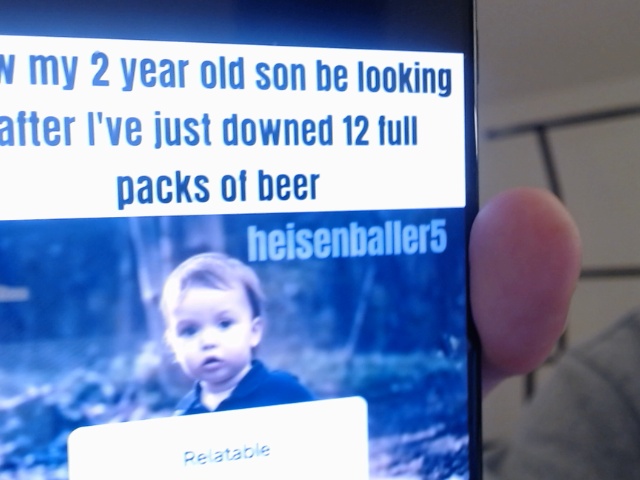 my 2 year old son be looking
after I've just downed 12 full
packs of beer
heisenballer5
Relatable